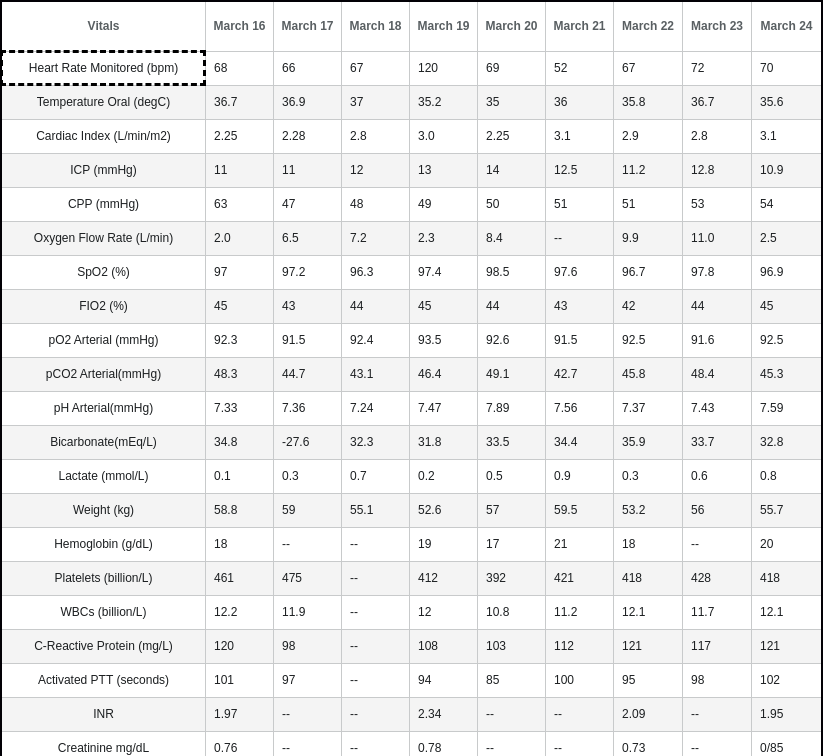 Vitals March 16 March 17 March 18 March 19 March 20 March 21 March 22 March 23 March 24
Heart Rate Monitored (bpm) 68 66 67 120 69 52 67 72 70
Temperature Oral (degC) 36.7 36.9 37 35.2 35 36 35.8 36.7 35.6
Cardiac Index (L/min/m2) 2.25 2.28 2.8 3.0 2.25 3.1 2.9 2.8 3.1
ICP (mmHg) 11 11 12 13 14 12.5 11.2 12.8 10.9
CPP (mmHg) 63 47 48 49 50 51 51 53 54
Oxygen Flow Rate (L/min) 2.0 6.5 7.2 2.3 8.4 -- 9.9 11.0 2.5
SpO2 (%) 97 97.2 96.3 97.4 98.5 97.6 96.7 97.8 96.9
FIO2 (%) 45 43 44 45 44 43 42 44 45
pO2 Arterial (mmHg) 92.3 91.5 92.4 93.5 92.6 91.5 92.5 91.6 92.5
pCO2 Arterial(mmHg) 48.3 44.7 43.1 46.4 49.1 42.7 45.8 48.4 45.3
pH Arterial(mmHg) 7.33 7.36 7.24 7.47 7.89 7.56 7.37 7.43 7.59
Bicarbonate(mEq/L) 34.8 -27.6 32.3 31.8 33.5 34.4 35.9 33.7 32.8
Lactate (mmol/L) 0.1 0.3 0.7 0.2 0.5 0.9 0.3 0.6 0.8
Weight (kg) 58.8 59 55.1 52.6 57 59.5 53.2 56 55.7
Hemoglobin (g/dL) 18 -- -- 19 17 21 18 -- 20
Platelets (billion/L) 461 475 -- 412 392 421 418 428 418
WBCs (billion/L) 12.2 11.9 -- 12 10.8 11.2 12.1 11.7 12.1
C-Reactive Protein (mg/L) 120 98 -- 108 103 112 121 117 121
Activated PTT (seconds) 101 97 -- 94 85 100 95 98 102
INR 1.97 -- -- 2.34 -- -- 2.09 -- 1.95
Creatinine mg/dL 0.76 -- -- 0.78 -- -- 0.73 -- 0/85